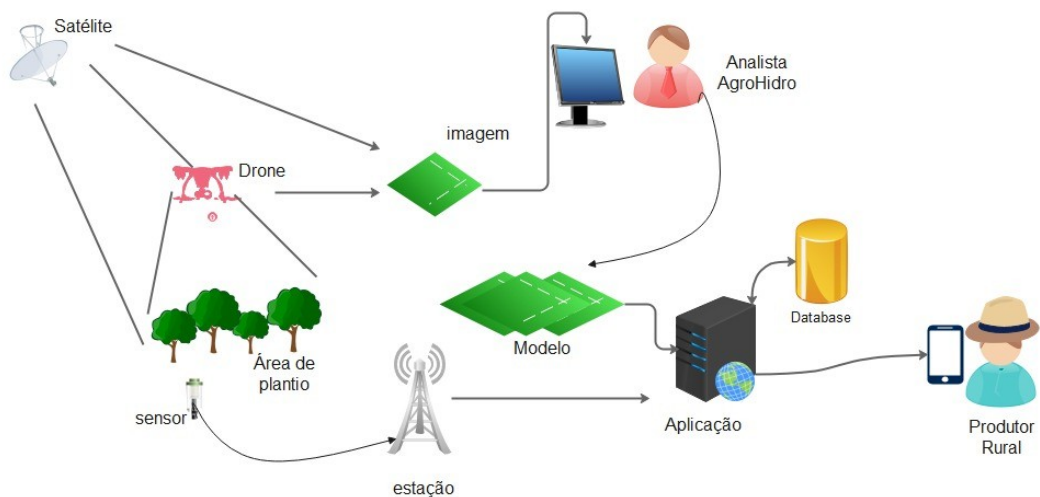 Satélite
Analista
AgroHidro
imagem
Drone
Database
Modelo
Área de
plantio
sensor
Aplicação
Produtor
Rural
estação